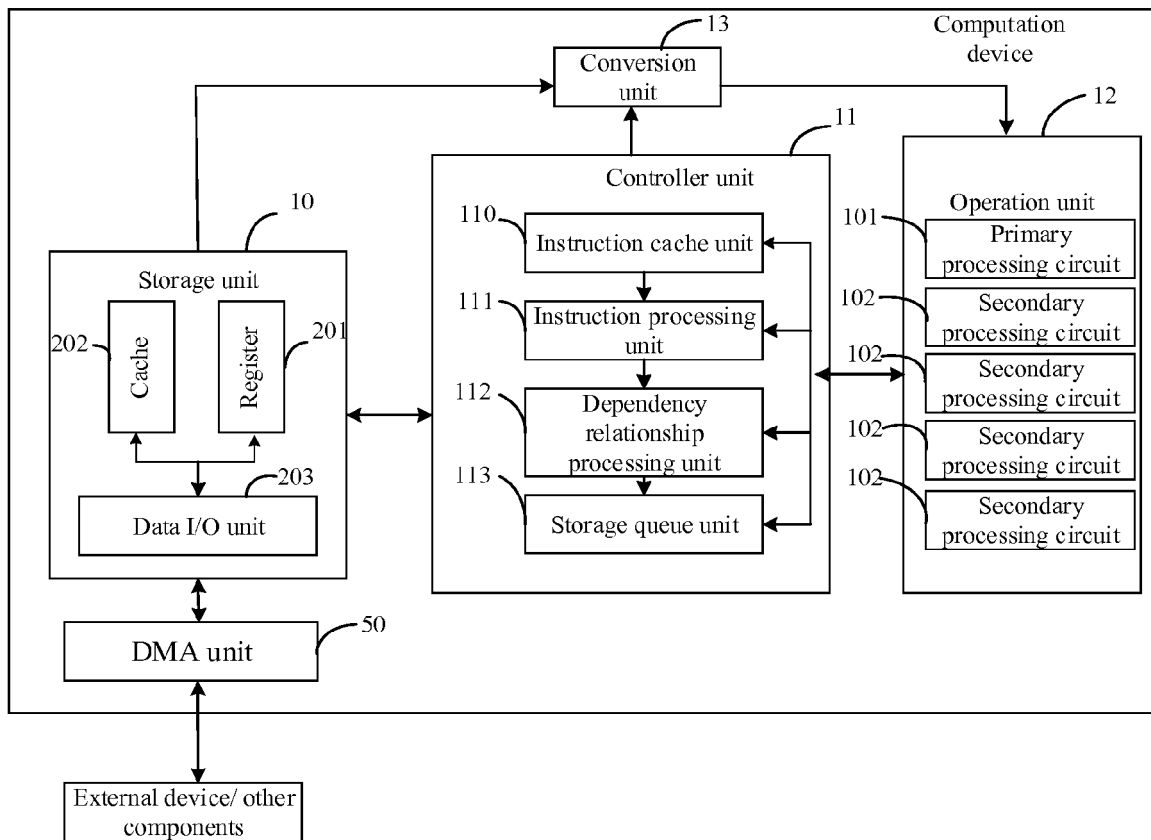 13
Computation
device
Conversion
unit
12
11
Controller unit
Operation unit
10
110
Instruction cache unit
101
Primary
processing circuit
Storage unit
111
Instruction processing
unit
102
Secondary
processing circuit
202
Cache
Register
201
102
Secondary
processing circuit
112
Dependency
relationship
processing unit
102
Secondary
processing circuit
203
Data I/O unit
113
Storage queue unit
102
Secondary
processing circuit
50
DMA unit
External device/ other
components